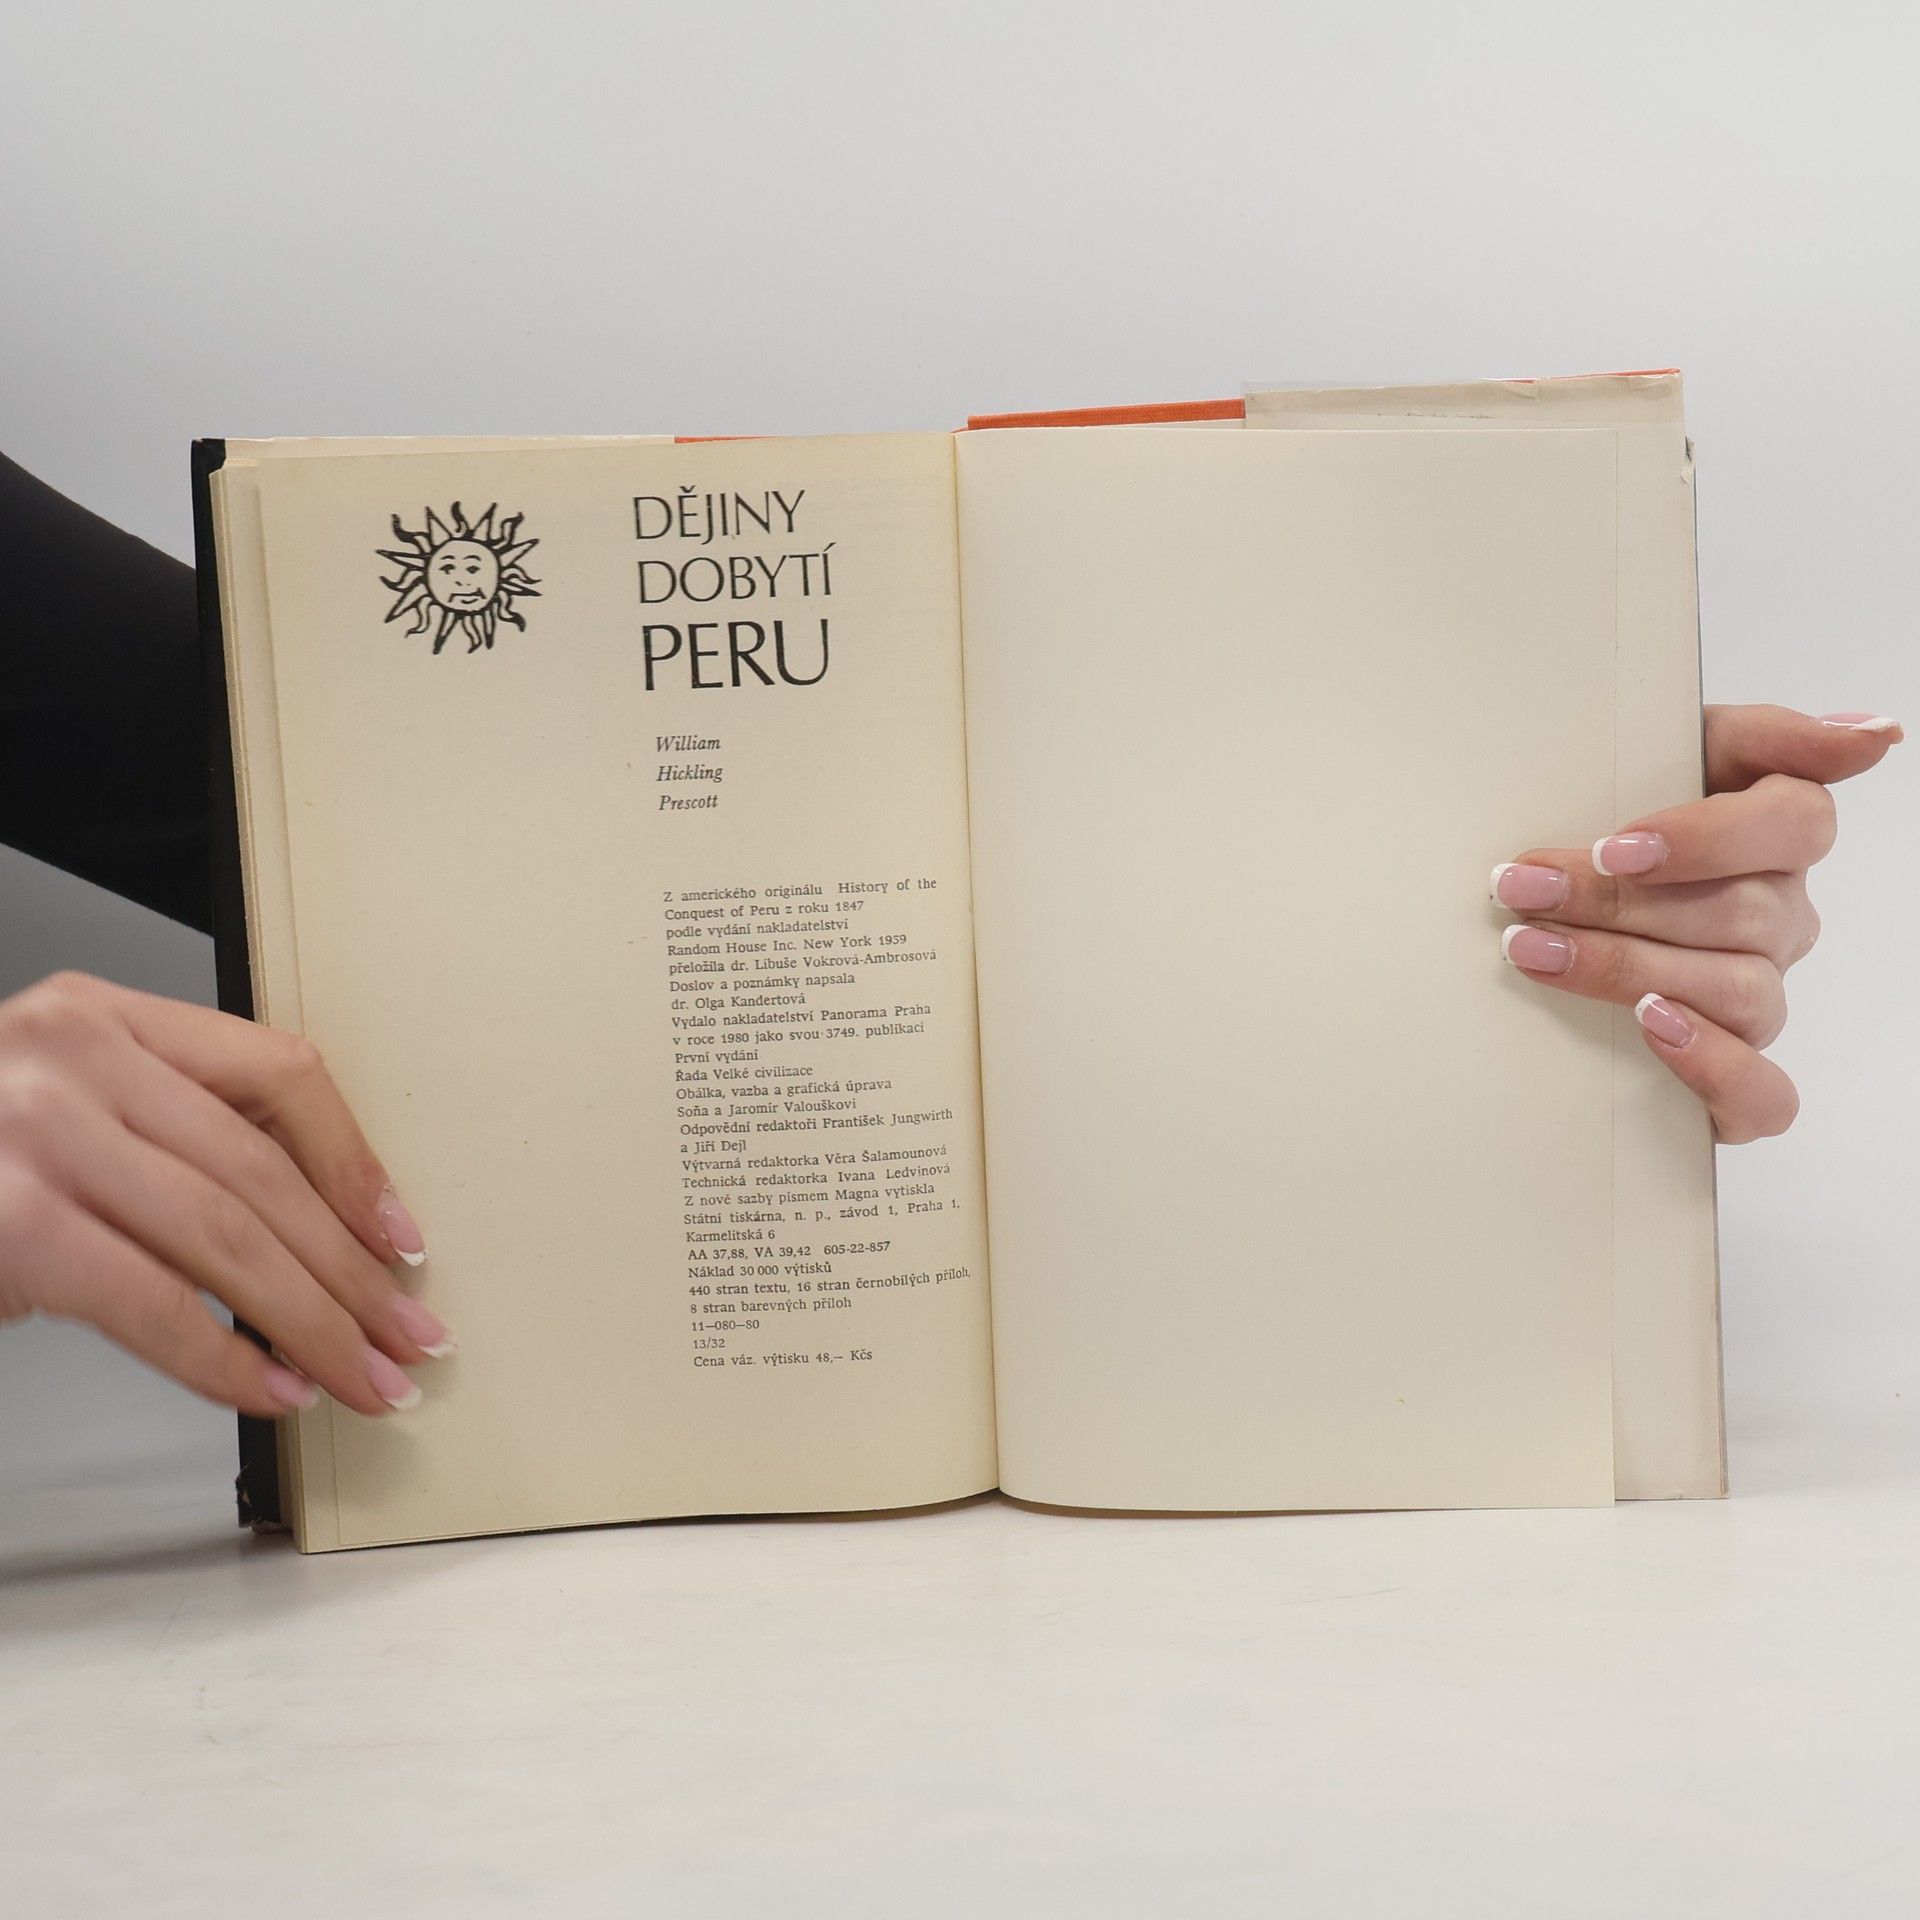 DĚJINY
DOBYTÍ
PERU
William
Hickling
Prescott
Z amerického originálu History of the
Conquest of Peru z roku 1847
podle vydání nakladatelství
Random House Inc. New York 1959
přeložila dr. Libuše Vokrová-Ambrosová
Doslov a poznámky napsala
dr. Olga Kandertová
Vydalo nakladatelství Panorama Praha
v roce 1980 jako svou 3749. publikaci
První vydání
Řada Velké civilizace
Obálka, vazba a grafická úprava
Soňa a Jaromír Valouškovi
Odpovědní redaktoři František Jungwirth
a Jiří Dejl
Výtvarná redaktorka Věra Šalamounová
Technická redaktorka Ivana Ledvinová
Z nové sazby písmem Magna vytiskla
Státní tiskárna, n. p., závod 1, Praha 1,
Karmelitská 6
AA 37,88, VA 39,42 605-22-857
Náklad 30 000 výtisků
440 stran textu, 16 stran černobílých příloh,
8 stran barevných příloh
11—080—80
13/32
Cena váz. výtisku 48,— Kčs